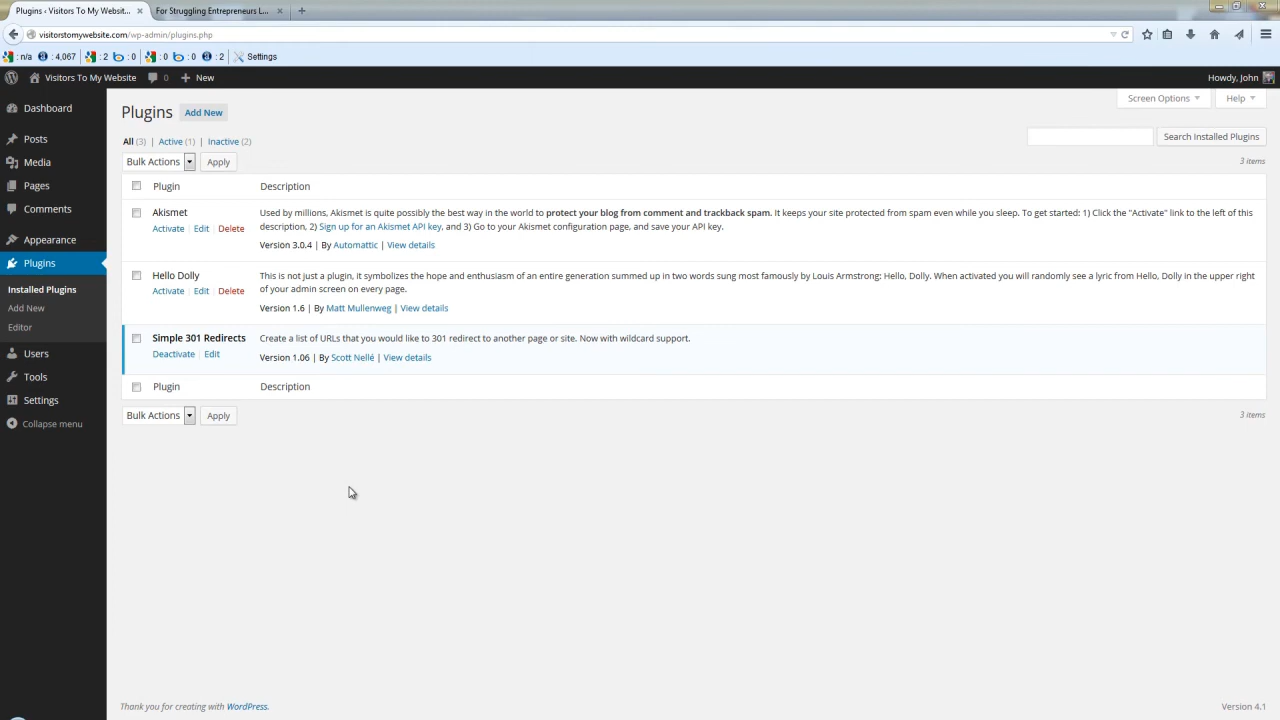 Plugins ‹ Visitors To My Websit...
For Struggling Entrepreneurs L...
visitorstomywebsite.com/wp-admin/plugins.php
: n/a : 4,067 : 2 : 0 : 0 : 0 : 2 Settings
Visitors To My Website 0 New Howdy, John
Dashboard
Posts
Media
Pages
Comments
Appearance
Plugins
Installed Plugins
Add New
Editor
Users
Tools
Settings
Collapse menu
Screen Options Help
Plugins Add New
All (3) | Active (1) | Inactive (2)
Search Installed Plugins
Bulk Actions Apply
3 items
Plugin Description
Akismet
Activate | Edit | Delete
Used by millions, Akismet is quite possibly the best way in the world to protect your blog from comment and trackback spam. It keeps your site protected from spam even while you sleep. To get started: 1) Click the "Activate" link to the left of this
description, 2) Sign up for an Akismet API key, and 3) Go to your Akismet configuration page, and save your API key.
Version 3.0.4 | By Automattic | View details
Hello Dolly
Activate | Edit | Delete
This is not just a plugin, it symbolizes the hope and enthusiasm of an entire generation summed up in two words sung most famously by Louis Armstrong: Hello, Dolly. When activated you will randomly see a lyric from Hello, Dolly in the upper right
of your admin screen on every page.
Version 1.6 | By Matt Mullenweg | View details
Simple 301 Redirects
Deactivate | Edit
Create a list of URLs that you would like to 301 redirect to another page or site. Now with wildcard support.
Version 1.06 | By Scott Nellé | View details
Plugin Description
Bulk Actions Apply
3 items
Thank you for creating with WordPress.
Version 4.1